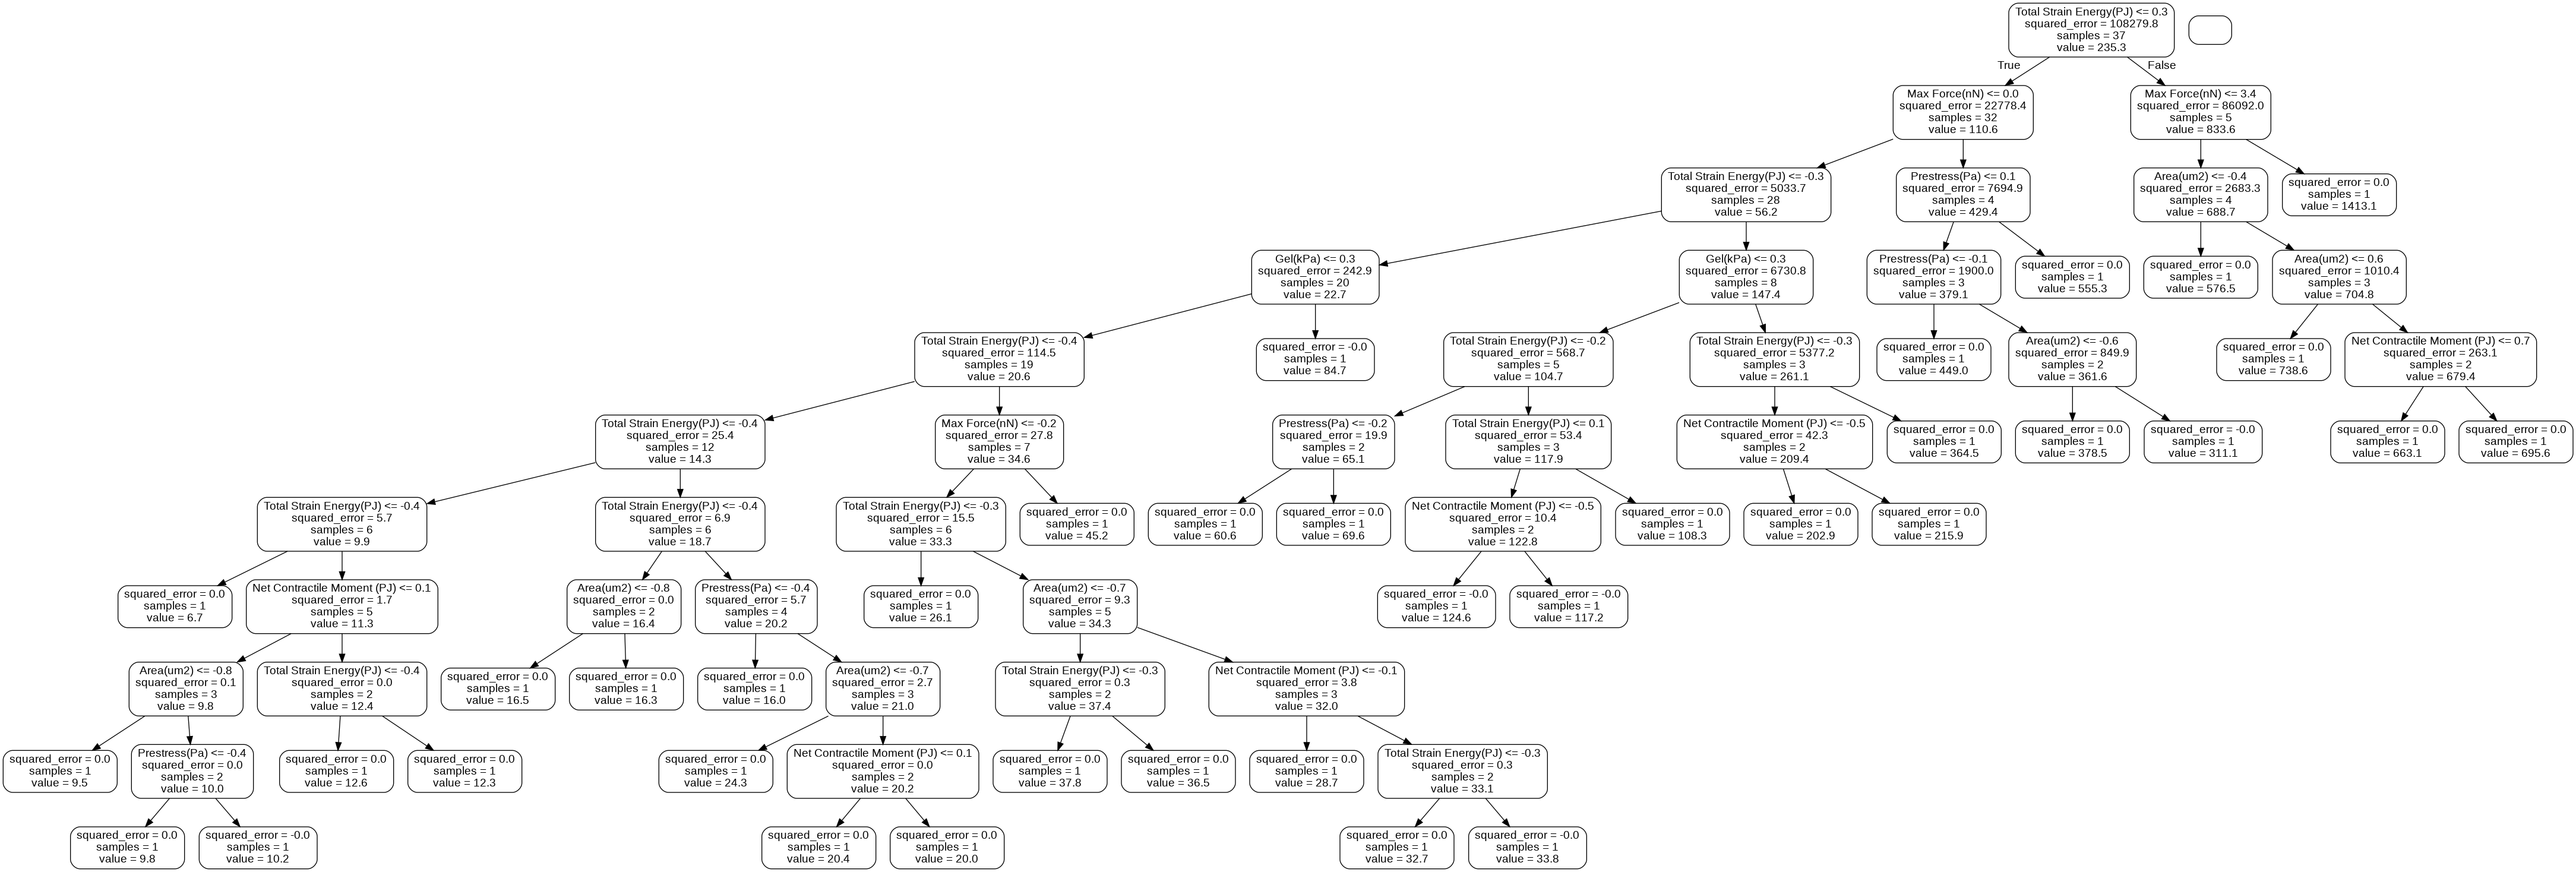 Total Strain Energy(PJ) <= 0.3
squared_error = 108279.8
samples = 37
value = 235.3
True
False
Max Force(nN) <= 0.0
squared_error = 22778.4
samples = 32
value = 110.6
Max Force(nN) <= 3.4
squared_error = 86092.0
samples = 5
value = 833.6
Total Strain Energy(PJ) <= -0.3
squared_error = 5033.7
samples = 28
value = 56.2
Prestress(Pa) <= 0.1
squared_error = 7694.9
samples = 4
value = 429.4
Area(um2) <= -0.4
squared_error = 2683.3
samples = 4
value = 688.7
squared_error = 0.0
samples = 1
value = 1413.1
Gel(kPa) <= 0.3
squared_error = 242.9
samples = 20
value = 22.7
Gel(kPa) <= 0.3
squared_error = 6730.8
samples = 8
value = 147.4
Prestress(Pa) <= -0.1
squared_error = 1900.0
samples = 3
value = 379.1
squared_error = 0.0
samples = 1
value = 555.3
squared_error = 0.0
samples = 1
value = 576.5
Area(um2) <= 0.6
squared_error = 1010.4
samples = 3
value = 704.8
Total Strain Energy(PJ) <= -0.4
squared_error = 114.5
samples = 19
value = 20.6
squared_error = -0.0
samples = 1
value = 84.7
Total Strain Energy(PJ) <= -0.2
squared_error = 568.7
samples = 5
value = 104.7
Total Strain Energy(PJ) <= -0.3
squared_error = 5377.2
samples = 3
value = 261.1
squared_error = 0.0
samples = 1
value = 449.0
Area(um2) <= -0.6
squared_error = 849.9
samples = 2
value = 361.6
squared_error = 0.0
samples = 1
value = 738.6
Net Contractile Moment (PJ) <= 0.7
squared_error = 263.1
samples = 2
value = 679.4
Total Strain Energy(PJ) <= -0.4
squared_error = 25.4
samples = 12
value = 14.3
Max Force(nN) <= -0.2
squared_error = 27.8
samples = 7
value = 34.6
Prestress(Pa) <= -0.2
squared_error = 19.9
samples = 2
value = 65.1
Total Strain Energy(PJ) <= 0.1
squared_error = 53.4
samples = 3
value = 117.9
Net Contractile Moment (PJ) <= -0.5
squared_error = 42.3
samples = 2
value = 209.4
squared_error = 0.0
samples = 1
value = 364.5
squared_error = 0.0
samples = 1
value = 378.5
squared_error = -0.0
samples = 1
value = 311.1
squared_error = 0.0
samples = 1
value = 663.1
squared_error = 0.0
samples = 1
value = 695.6
Total Strain Energy(PJ) <= -0.4
squared_error = 5.7
samples = 6
value = 9.9
Total Strain Energy(PJ) <= -0.4
squared_error = 6.9
samples = 6
value = 18.7
Total Strain Energy(PJ) <= -0.3
squared_error = 15.5
samples = 6
value = 33.3
squared_error = 0.0
samples = 1
value = 45.2
squared_error = 0.0
samples = 1
value = 60.6
squared_error = 0.0
samples = 1
value = 69.6
Net Contractile Moment (PJ) <= -0.5
squared_error = 10.4
samples = 2
value = 122.8
squared_error = 0.0
samples = 1
value = 108.3
squared_error = 0.0
samples = 1
value = 202.9
squared_error = 0.0
samples = 1
value = 215.9
squared_error = 0.0
samples = 1
value = 6.7
Net Contractile Moment (PJ) <= 0.1
squared_error = 1.7
samples = 5
value = 11.3
Area(um2) <= -0.8
squared_error = 0.0
samples = 2
value = 16.4
Prestress(Pa) <= -0.4
squared_error = 5.7
samples = 4
value = 20.2
squared_error = 0.0
samples = 1
value = 26.1
Area(um2) <= -0.7
squared_error = 9.3
samples = 5
value = 34.3
squared_error = -0.0
samples = 1
value = 124.6
squared_error = -0.0
samples = 1
value = 117.2
Area(um2) <= -0.8
squared_error = 0.1
samples = 3
value = 9.8
Total Strain Energy(PJ) <= -0.4
squared_error = 0.0
samples = 2
value = 12.4
squared_error = 0.0
samples = 1
value = 16.5
squared_error = 0.0
samples = 1
value = 16.3
squared_error = 0.0
samples = 1
value = 16.0
Area(um2) <= -0.7
squared_error = 2.7
samples = 3
value = 21.0
Total Strain Energy(PJ) <= -0.3
squared_error = 0.3
samples = 2
value = 37.4
Net Contractile Moment (PJ) <= -0.1
squared_error = 3.8
samples = 3
value = 32.0
squared_error = 0.0
samples = 1
value = 9.5
Prestress(Pa) <= -0.4
squared_error = 0.0
samples = 2
value = 10.0
squared_error = 0.0
samples = 1
value = 12.6
squared_error = 0.0
samples = 1
value = 12.3
squared_error = 0.0
samples = 1
value = 24.3
Net Contractile Moment (PJ) <= 0.1
squared_error = 0.0
samples = 2
value = 20.2
squared_error = 0.0
samples = 1
value = 37.8
squared_error = 0.0
samples = 1
value = 36.5
squared_error = 0.0
samples = 1
value = 28.7
Total Strain Energy(PJ) <= -0.3
squared_error = 0.3
samples = 2
value = 33.1
squared_error = 0.0
samples = 1
value = 9.8
squared_error = -0.0
samples = 1
value = 10.2
squared_error = 0.0
samples = 1
value = 20.4
squared_error = 0.0
samples = 1
value = 20.0
squared_error = 0.0
samples = 1
value = 32.7
squared_error = -0.0
samples = 1
value = 33.8